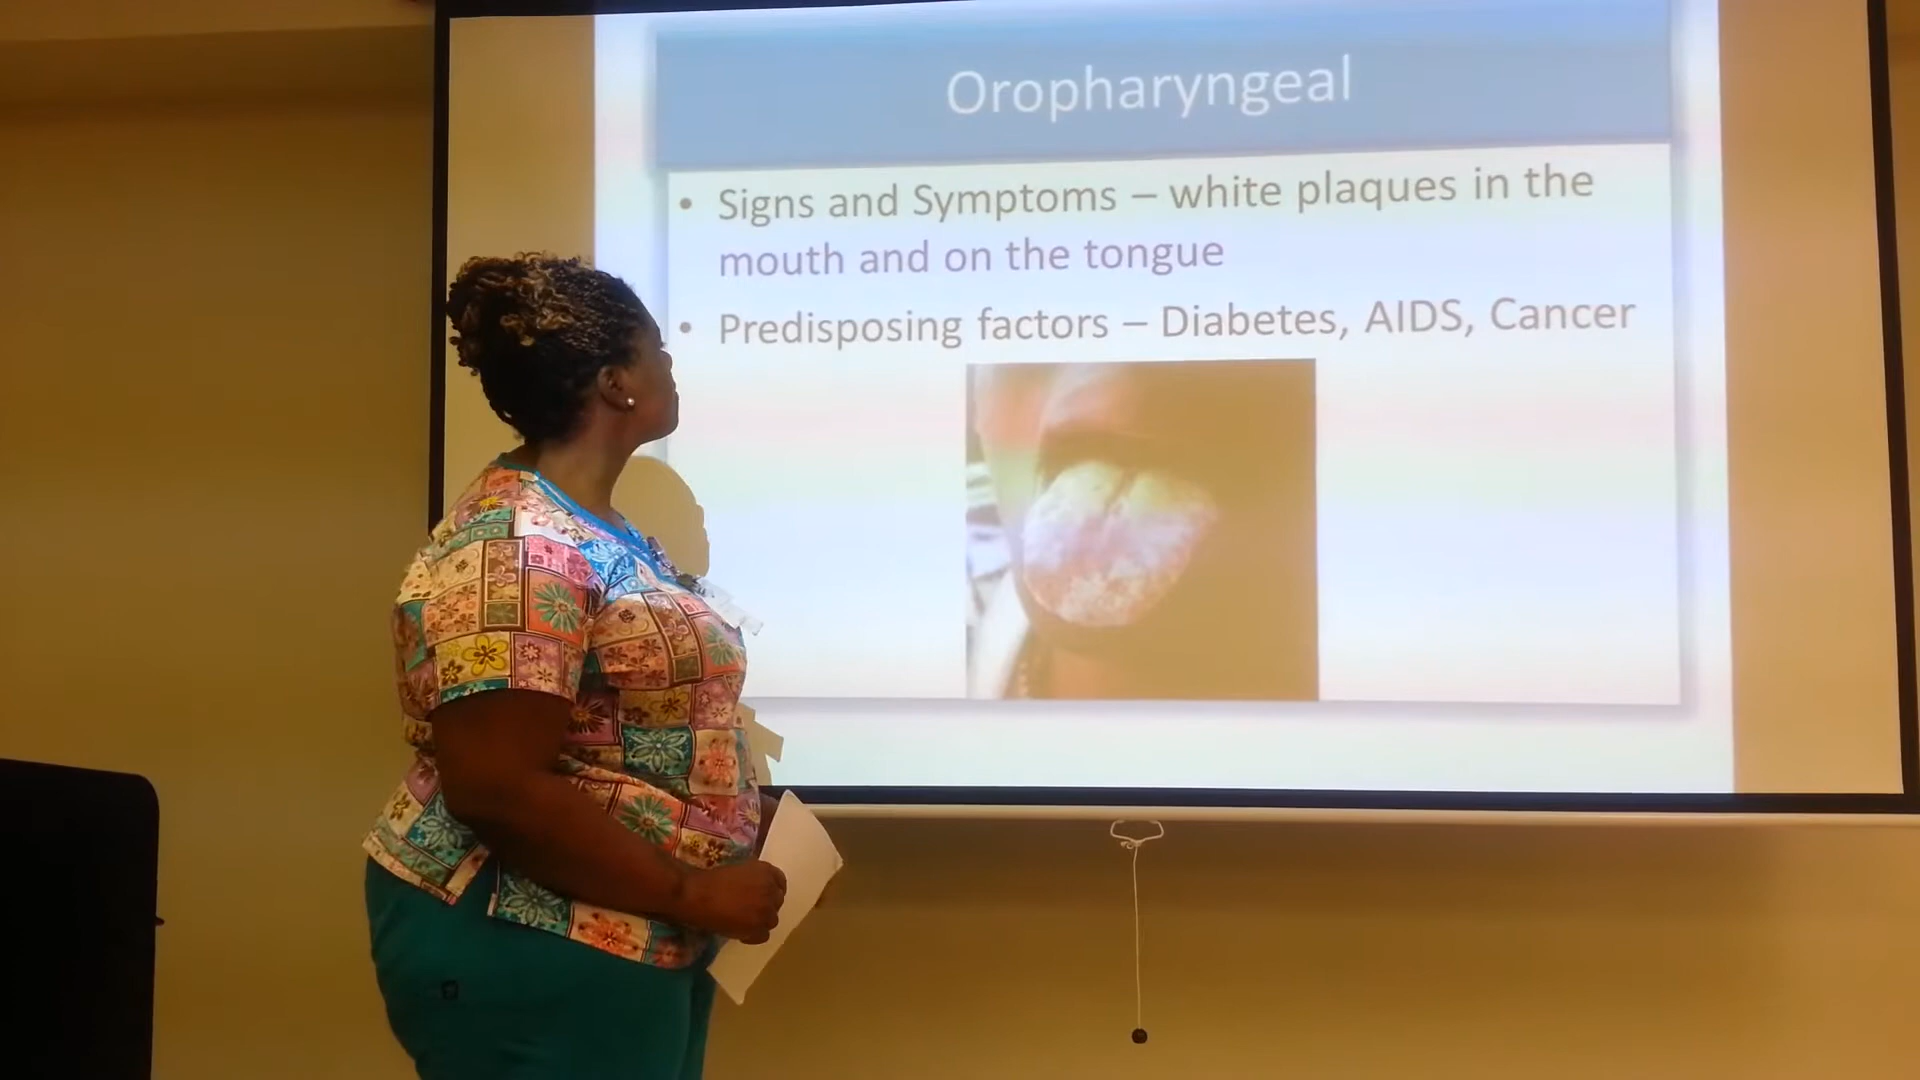 Oropharyngeal
• Signs and Symptoms – white plaques in the
mouth and on the tongue
• Predisposing factors – Diabetes, AIDS, Cancer